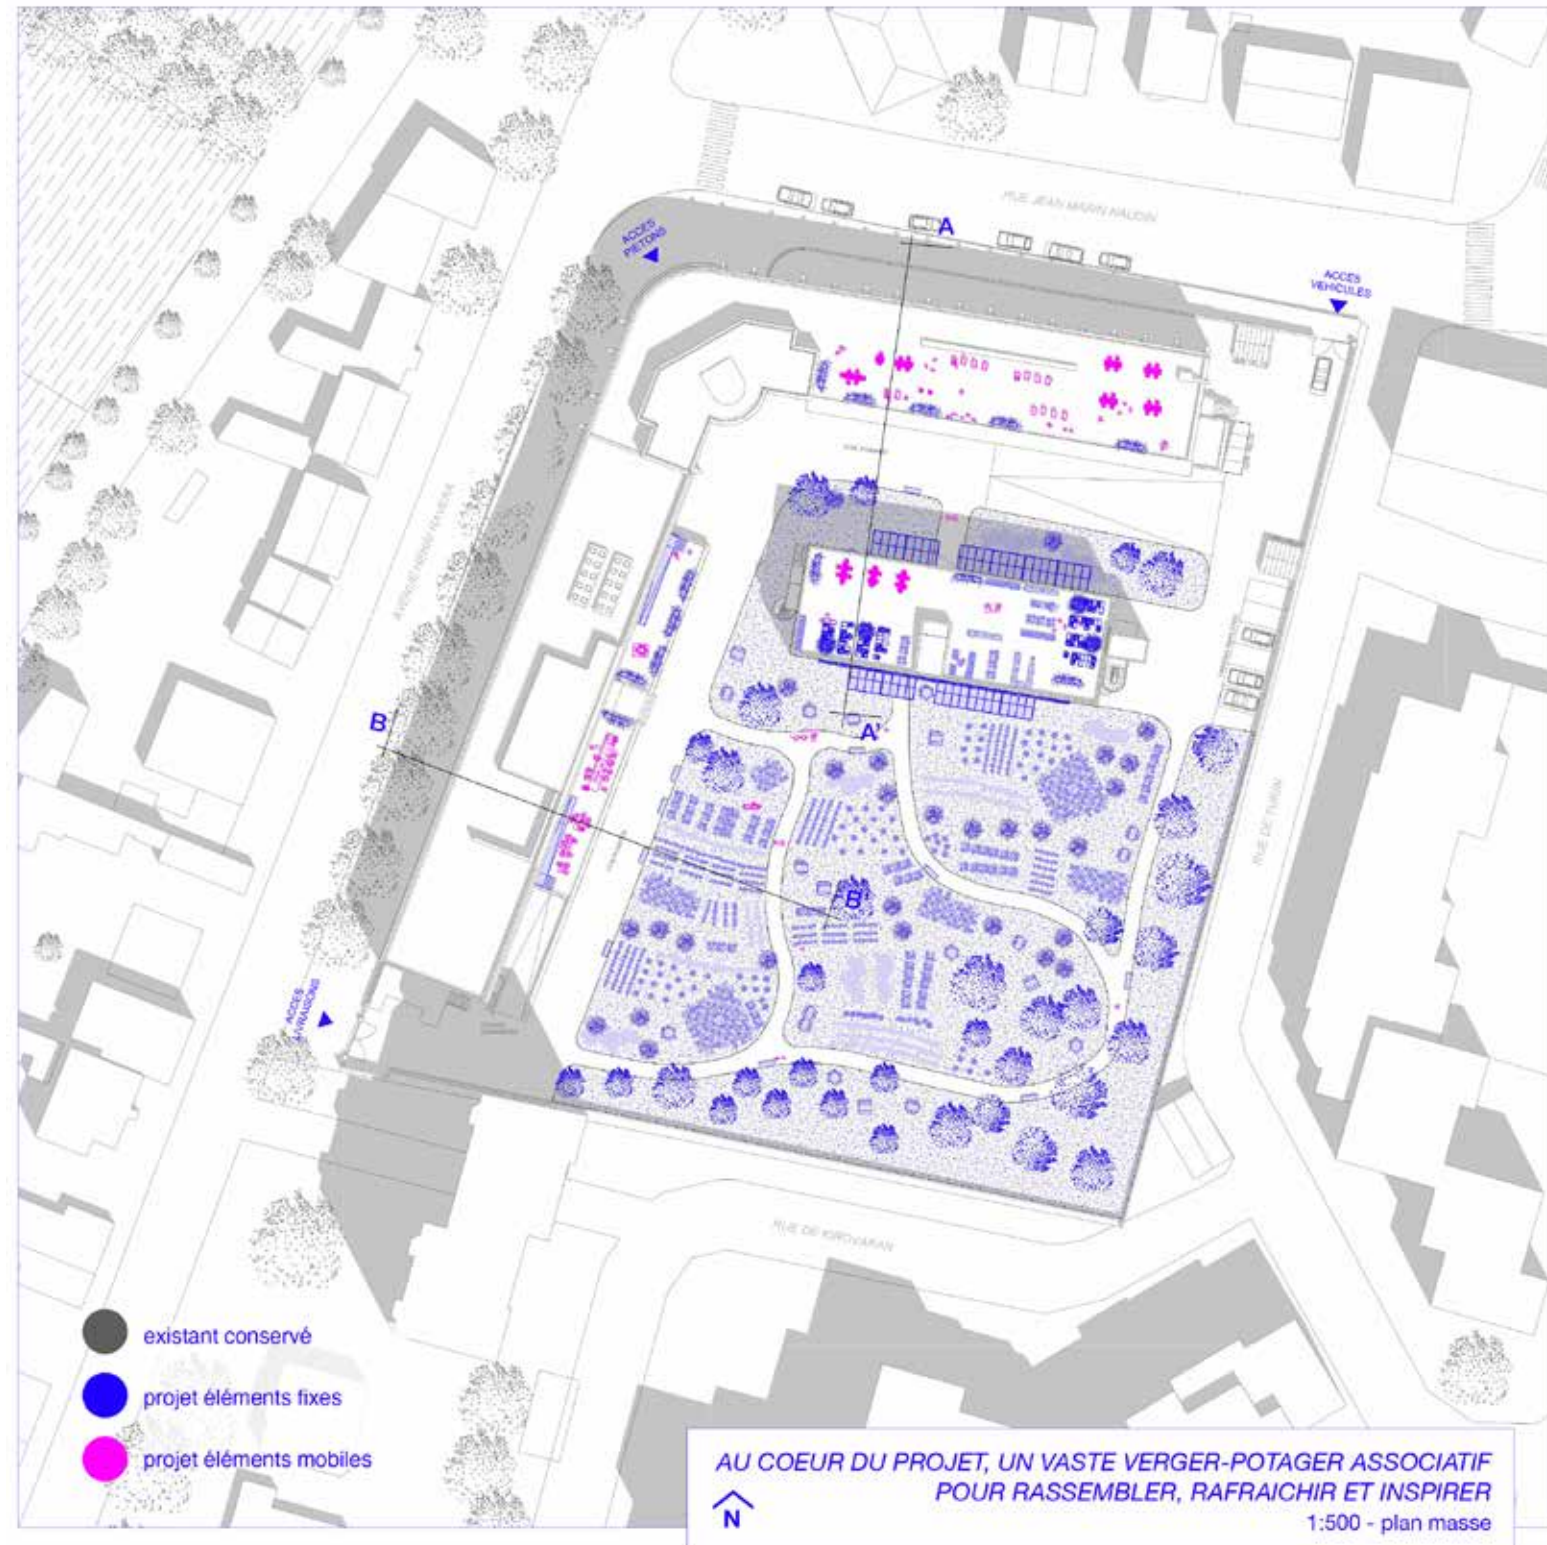 RUE JEAN MARIN NAUDIN
A
ACCES
PIETONS
ACCES
VEHICULES
B
A'
B'
RUE DE TURIN
ACCES
LIVRAISONS
RUE DE KIROVAKAN
existant conservé
projet éléments fixes
projet éléments mobiles
AU COEUR DU PROJET, UN VASTE VERGER-POTAGER ASSOCIATIF
POUR RASSEMBLER, RAFRAICHIR ET INSPIRER
N
1:500 - plan masse